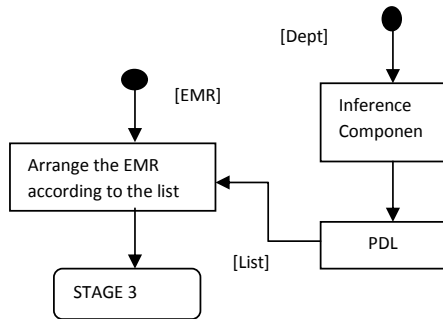 [Dept]
[EMR]
Inference
Componen
Arrange the EMR
according to the list
PDL
[List]
STAGE 3